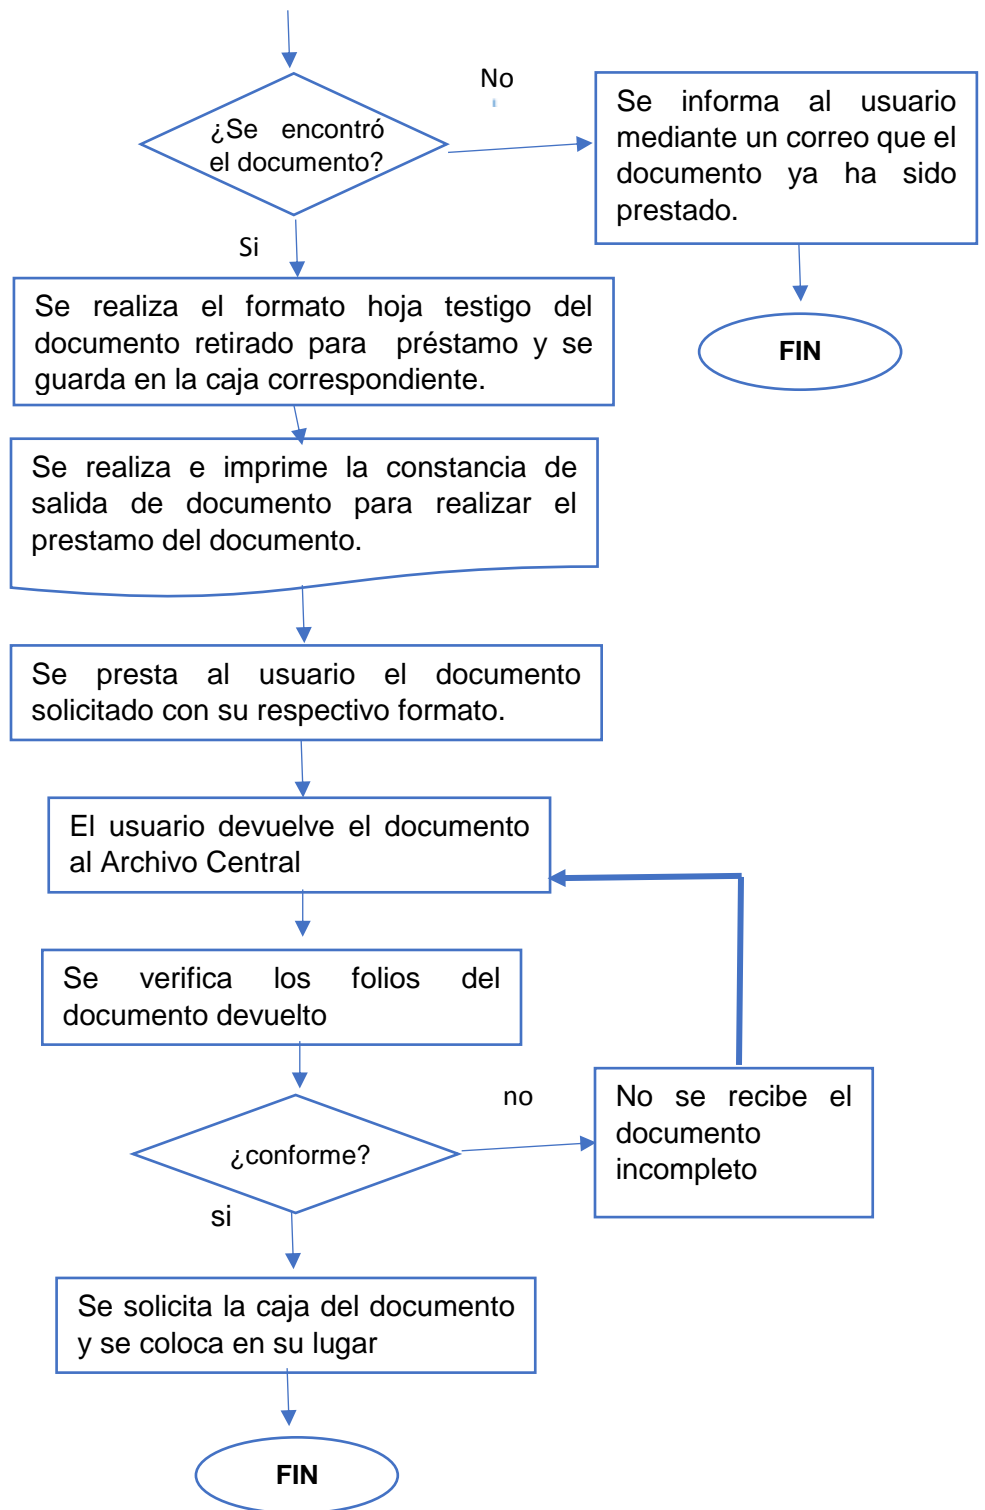 ¿Se encontró
el documento?
No
Se informa al usuario
mediante un correo que el
documento ya ha sido
prestado.
Si
FIN
Se realiza el formato hoja testigo del
documento retirado para préstamo y se
guarda en la caja correspondiente.
Se realiza e imprime la constancia de
salida de documento para realizar el
prestamo del documento.
Se presta al usuario el documento
solicitado con su respectivo formato.
El usuario devuelve el documento
al Archivo Central
Se verifica los folios del
documento devuelto
¿conforme?
no
No se recibe el
documento
incompleto
si
Se solicita la caja del documento
y se coloca en su lugar
FIN